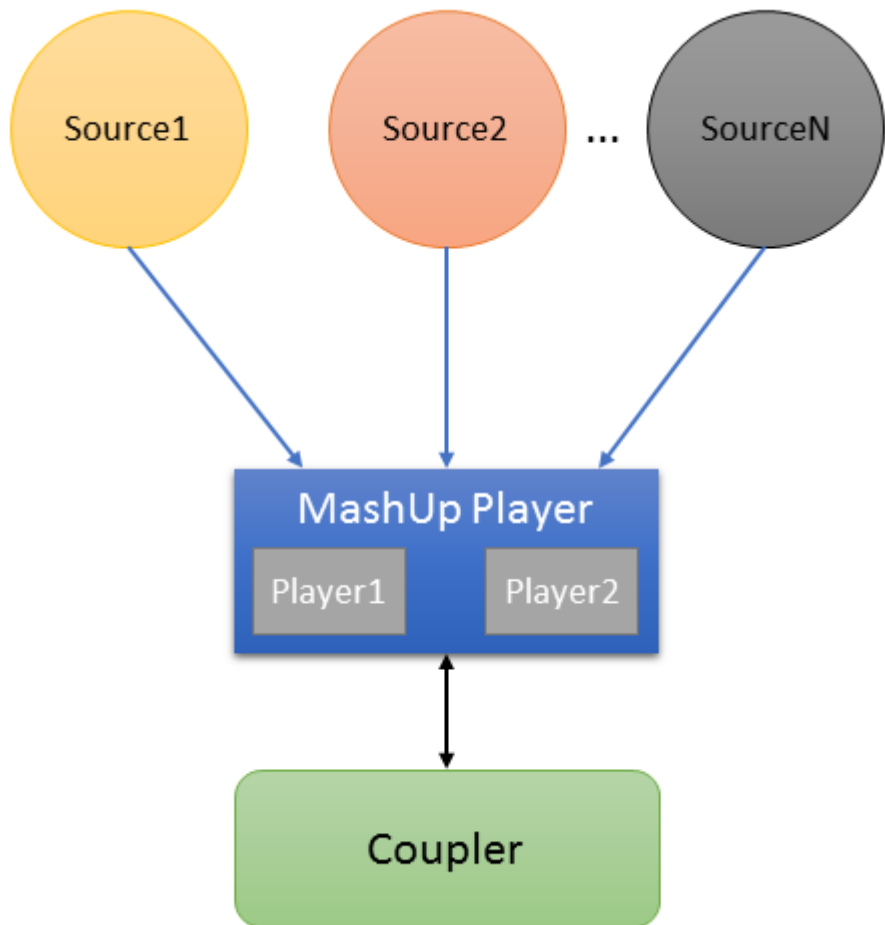 Source1
Source2
...
SourceN
MashUp Player
Player1
Player2
Coupler